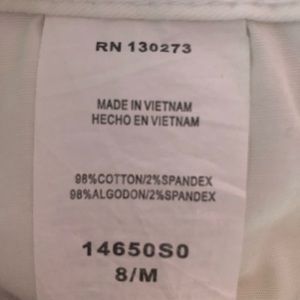 RN 130273
MADE IN VIETNAM
HECHO EN VIETNAM
98%COTTON/2%SPANDEX
98%ALGODON/2%SPANDEX
14650S0
8/M